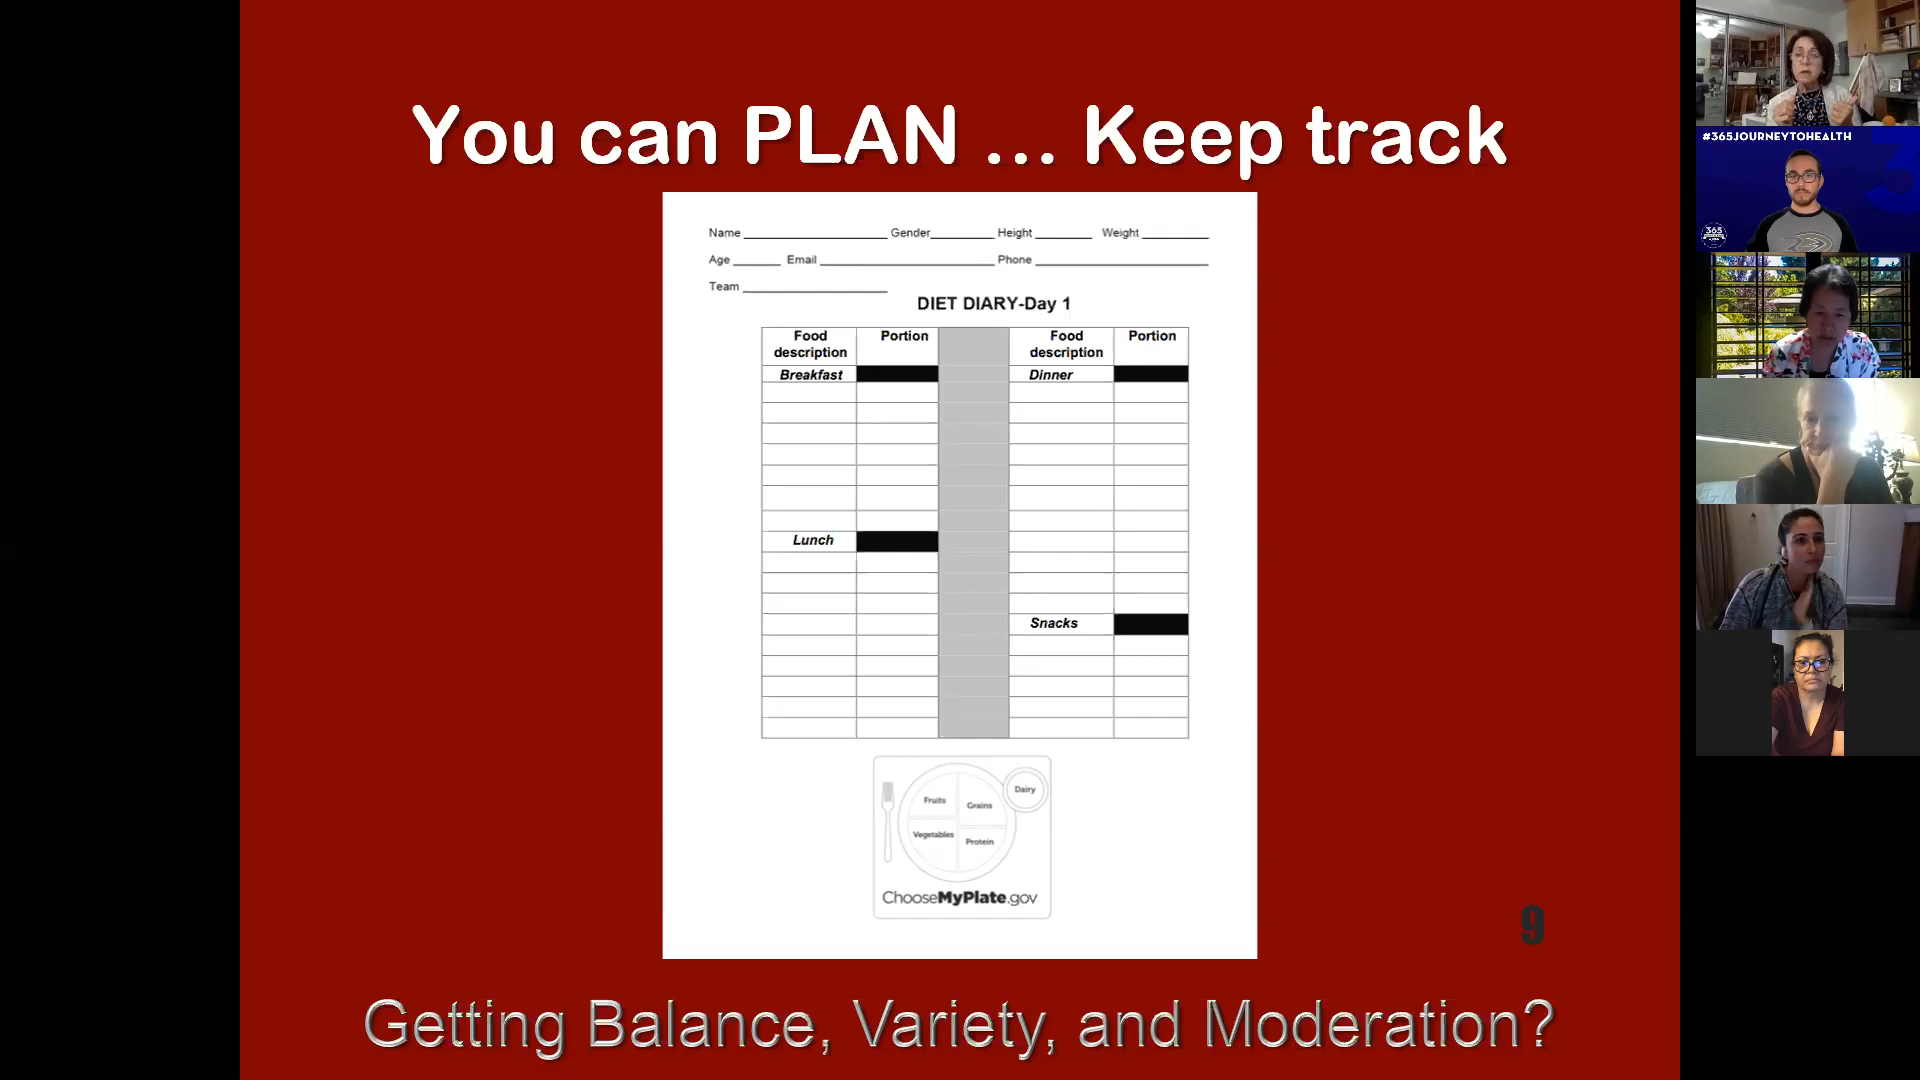 You can PLAN ... Keep track
Name Gender Height Weight
Age Email Phone
Team
DIET DIARY-Day 1
Food description Portion Food description Portion
Breakfast Dinner
Lunch
Snacks
Fruits Grains Dairy
Vegetables Protein
ChooseMyPlate.gov
9
Getting Balance, Variety, and Moderation?
#365JOURNEYTOHEALTH
365